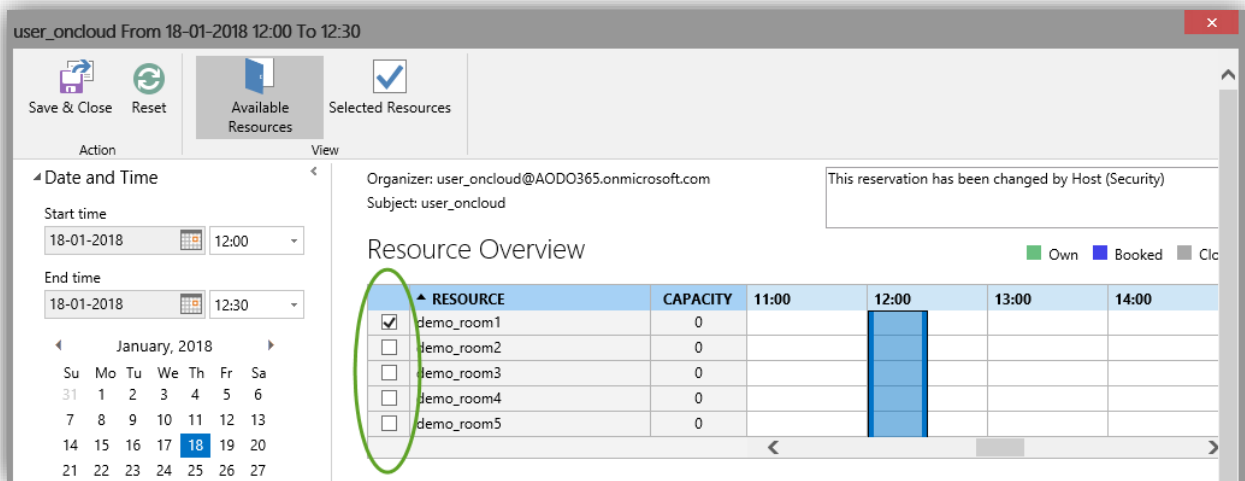 user_oncloud From 18-01-2018 12:00 To 12:30
Save & Close Reset Available Resources Selected Resources
Action View
Date and Time
Start time
18-01-2018 12:00
End time
18-01-2018 12:30
January, 2018
Su Mo Tu We Th Fr Sa
31 1 2 3 4 5 6
7 8 9 10 11 12 13
14 15 16 17 18 19 20
21 22 23 24 25 26 27
Organizer: user_oncloud@AODO365.onmicrosoft.com
Subject: user_oncloud
This reservation has been changed by Host (Security)
Resource Overview
Own Booked Clo
RESOURCE CAPACITY 11:00 12:00 13:00 14:00
demo_room1 0
demo_room2 0
demo_room3 0
demo_room4 0
demo_room5 0